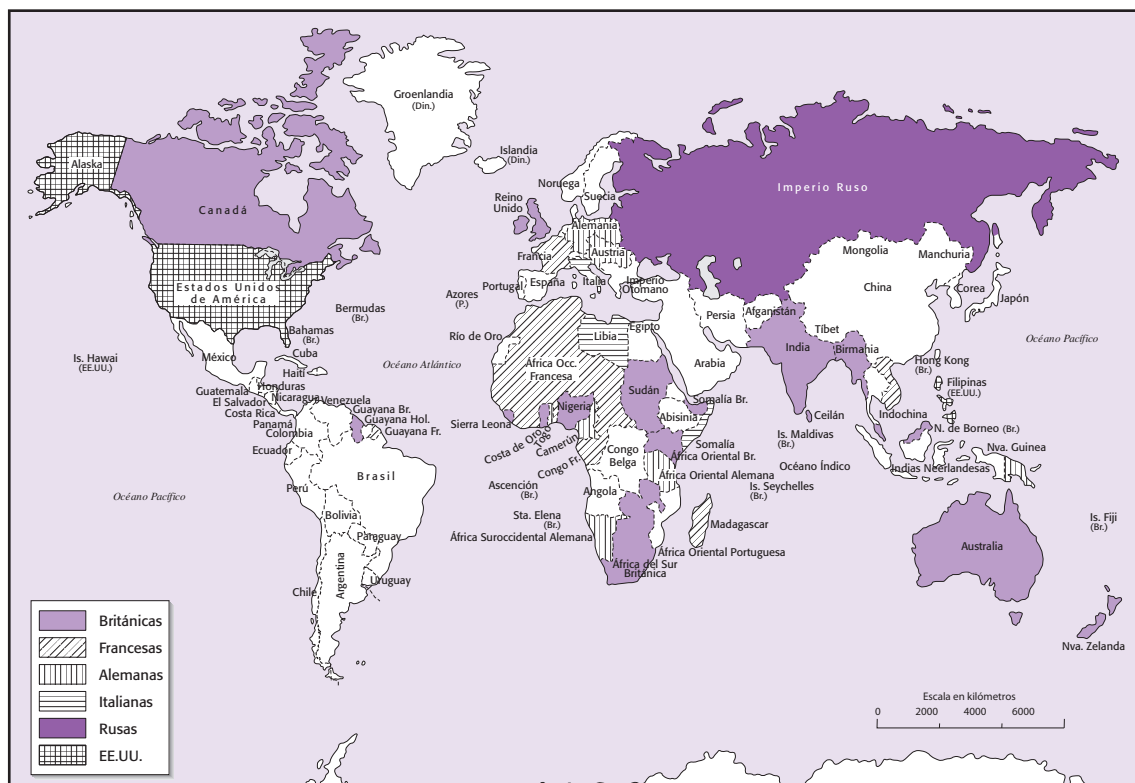 Groenlandia
(Din.)
Islandia
(Din.)
Alaska
Canadá
Noruega
Suecia
Reino
Unido
Imperio Ruso
Alemania
Francia
Austria
Mongolia
Manchuria
Estados Unidos
de América
Portugal
España
Italia
Imperio
Otomano
China
Corea
Japón
Azores
(P.)
Bermudas
(Br.)
Persia
Afganistán
Tíbet
Río de Oro
Libia
Egipto
Bahamas
(Br.)
Océano Pacífico
Is. Hawai
(EE.UU.)
México
Cuba
Haití
Océano Atlántico
África Occ.
Francesa
Arabia
India
Birmahia
Hong Kong
(Br.)
Filipinas
(EE.UU.)
Guatemala
Honduras
El Salvador
Nicaragua
Costa Rica
Panamá
Venezuela
Guayana Br.
Guayana Hol.
Guayana Fr.
Colombia
Ecuador
Sierra Leona
Costa de Oro
Togo
Nigeria
Camerún
Congo Fr.
Sudán
Abisinia
Somalía Br.
Somalía
África Oriental Br.
Ceilán
Is. Maldivas
(Br.)
Indochina
N. de Borneo (Br.)
Nva. Guinea
Océano Índico
Indias Neerlandesas
Congo
Belga
África Oriental Alemana
Is. Seychelles
(Br.)
Océano Pacífico
Perú
Brasil
Ascención
(Br.)
Angola
Sta. Elena
(Br.)
Bolivia
Paraguay
África Suroccidental Alemana
Madagascar
África Oriental Portuguesa
África del Sur
Británica
Is. Fiji
(Br.)
Australia
Chile
Argentina
Uruguay
Nva. Zelanda
Británicas
Francesas
Alemanas
Italianas
Rusas
EE.UU.
Escala en kilómetros
0 2000 4000 6000